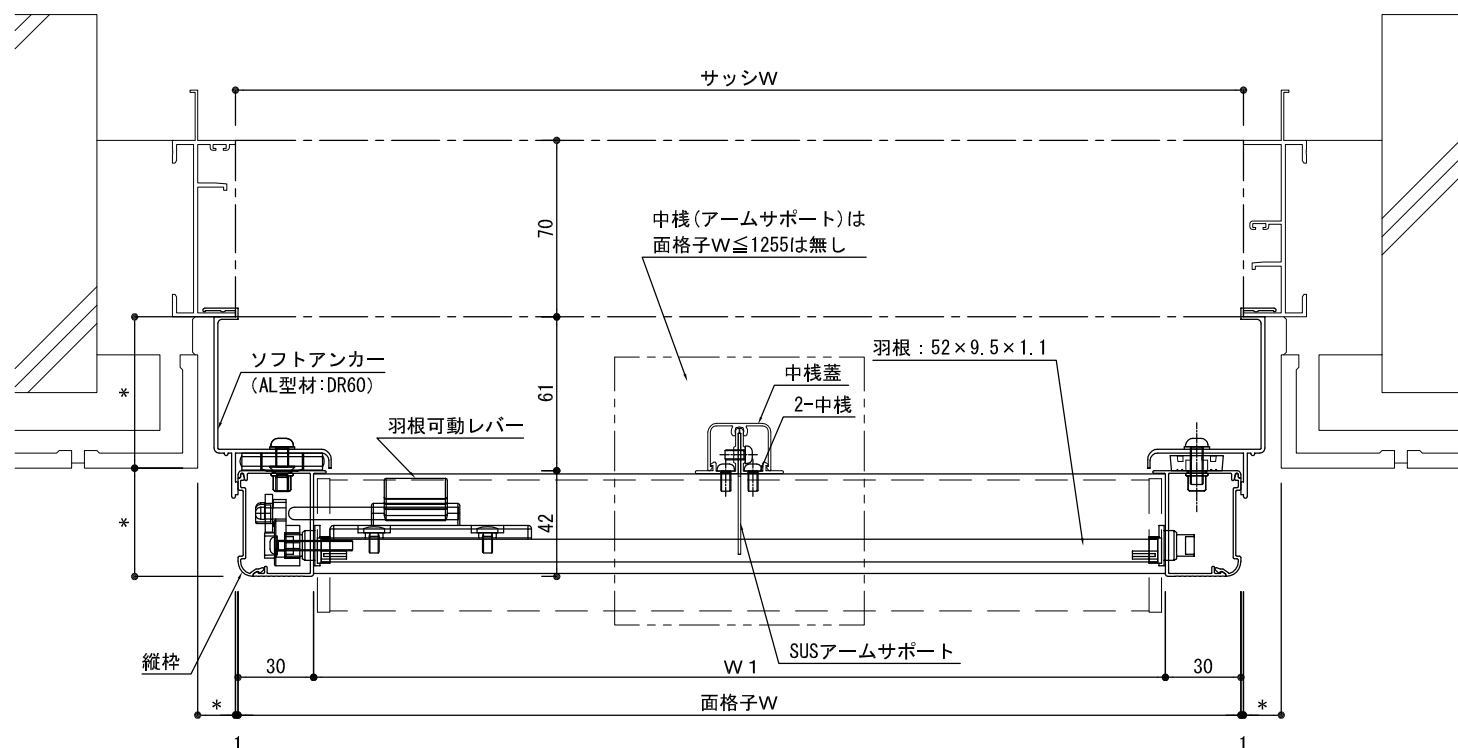 サッシW
70
中桟(アームサポート)は
面格子W≦1255は無し
ソフトアンカー
(AL型材:DR60)
*
61
羽根：52×9.5×1.1
中桟蓋
2-中桟
羽根可動レバー
*
42
縦枠
SUSアームサポート
30
W1
30
*
面格子W
*
1
1